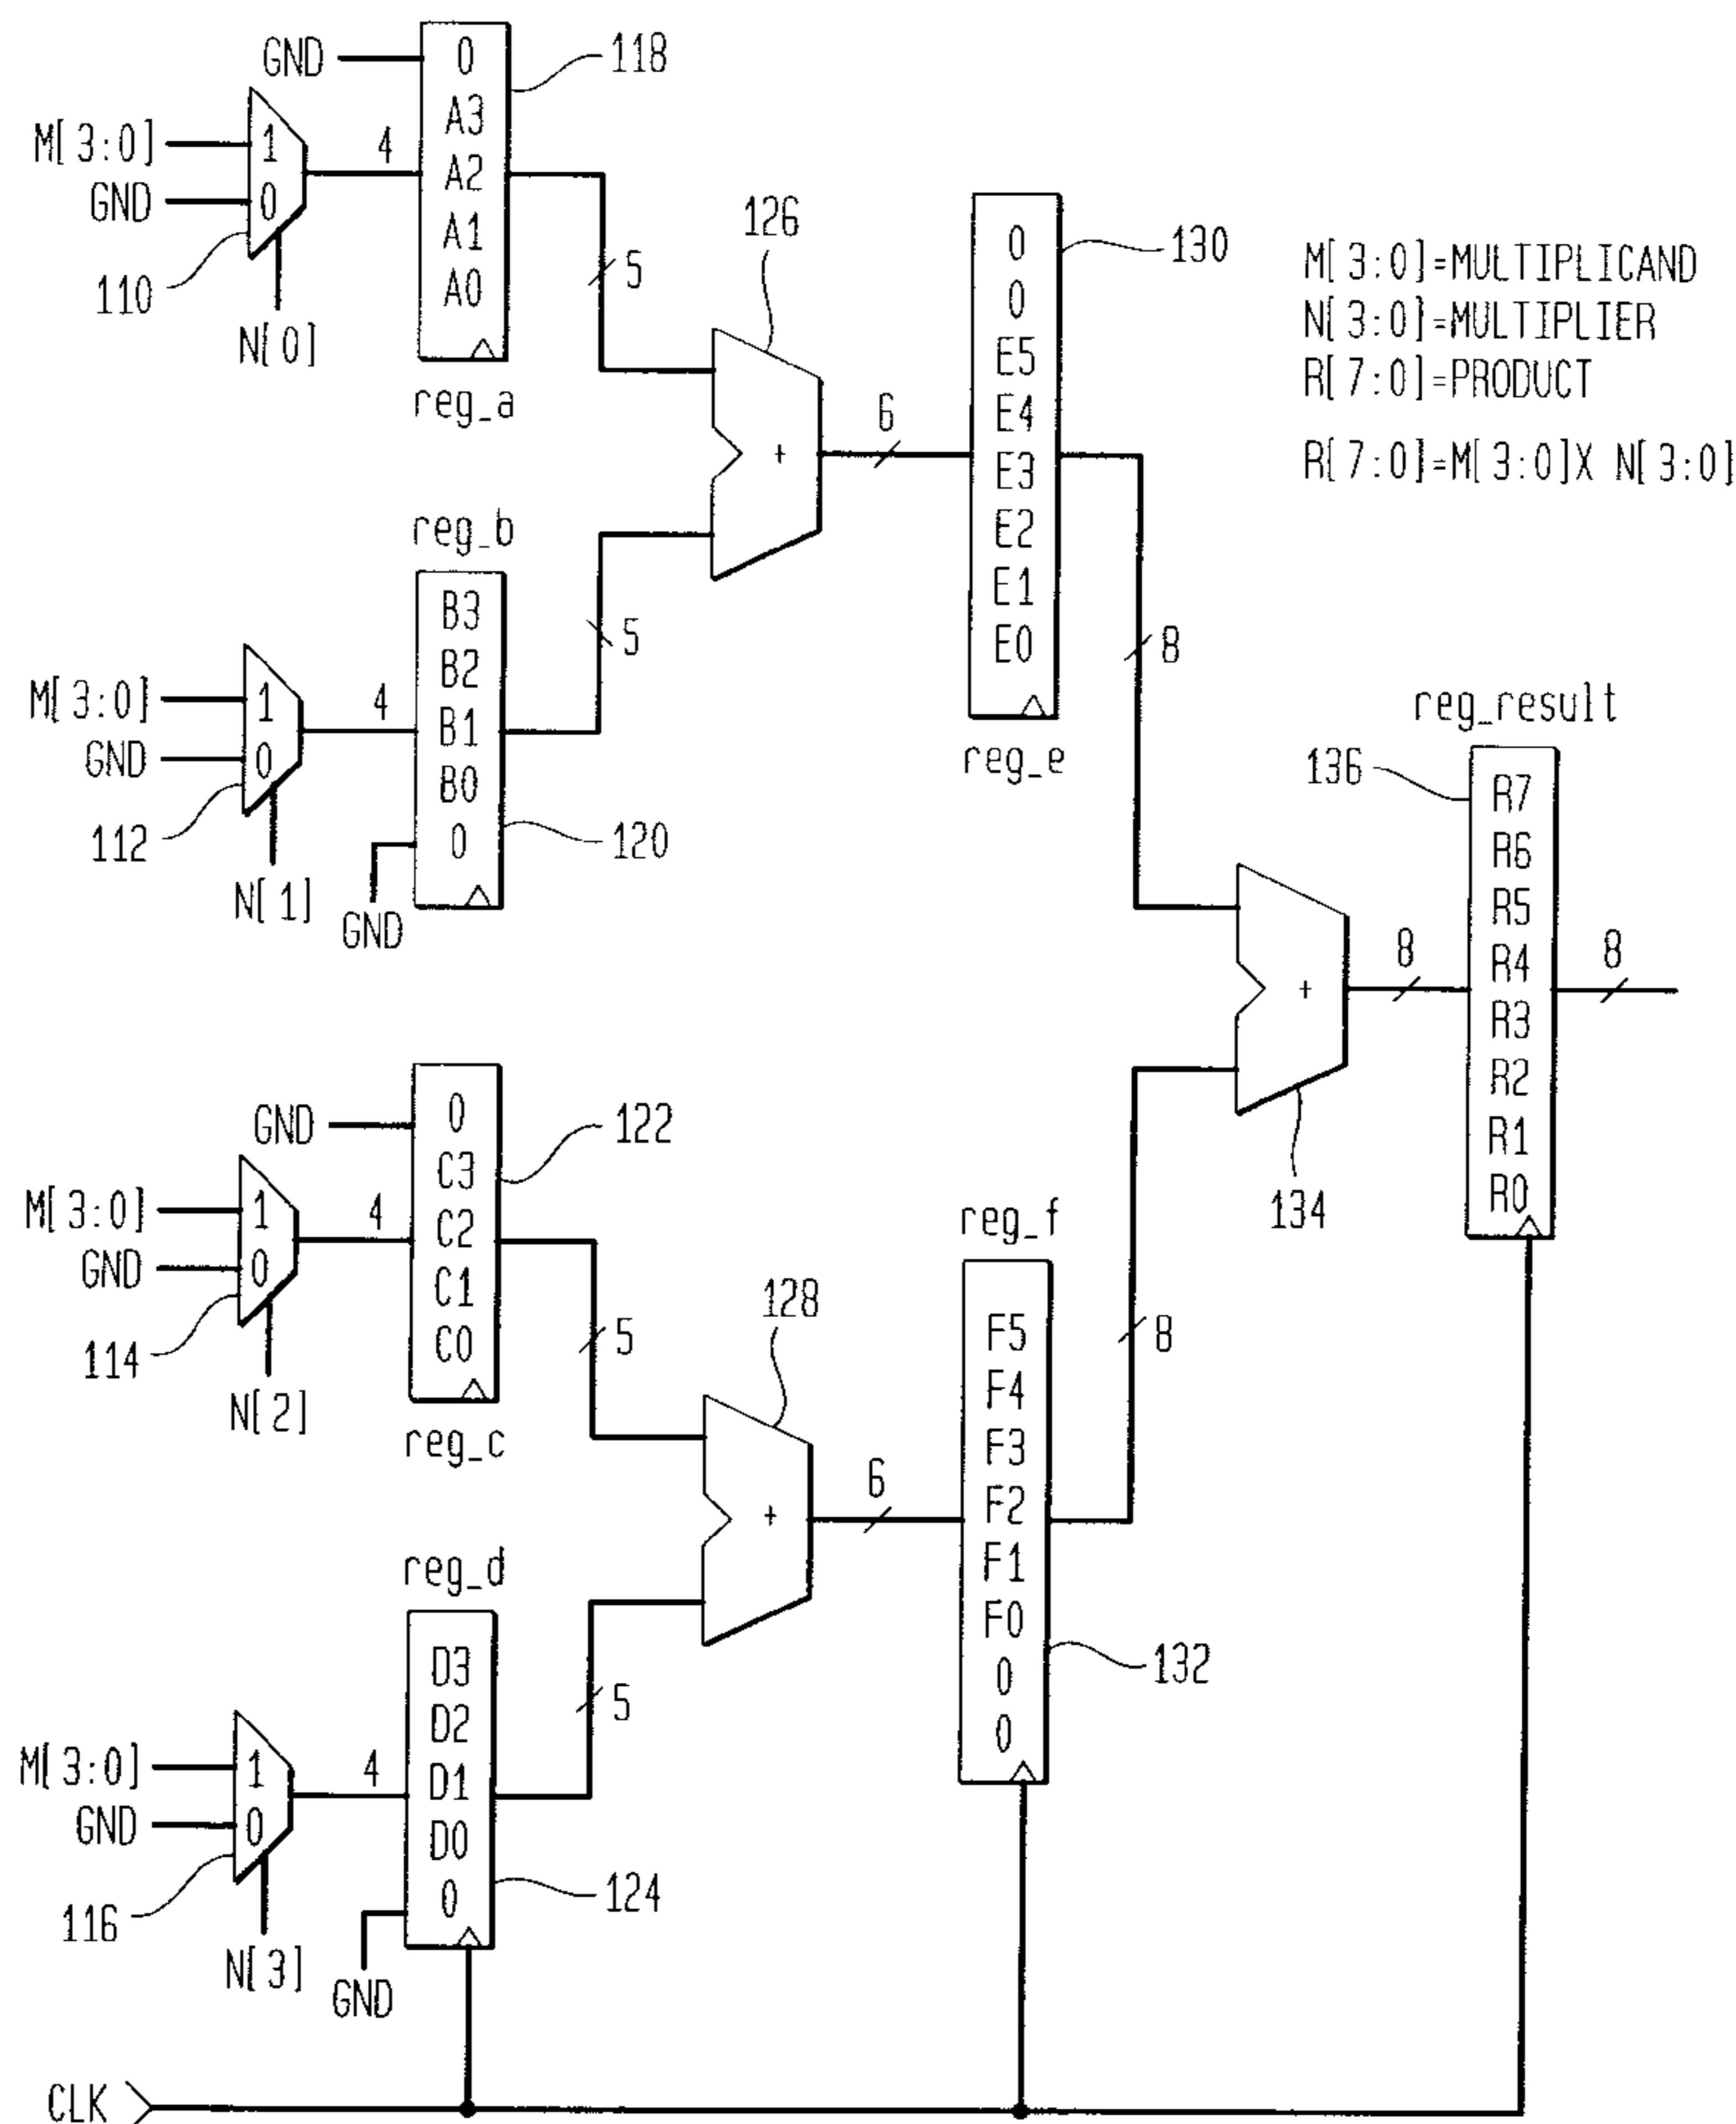 GND
0
118
M[3:0]
1
4
A3
GND
0
A2
A1
A0
110
N[0]
5
reg_a
126
+
6
0
130
0
E5
E4
E3
E2
E1
E0
reg_e
8
M[3:0]=MULTIPLICAND
N[3:0]=MULTIPLIER
R[7:0]=PRODUCT
R[7:0]=M[3:0]X N[3:0]
reg_b
B3
B2
B1
B0
0
120
5
M[3:0]
1
4
GND
0
112
N[1]
GND
reg_result
136
R7
R6
R5
R4
R3
R2
R1
R0
8
8
+
134
GND
0
122
C3
C2
C1
C0
M[3:0]
1
4
GND
0
114
N[2]
5
reg_c
128
+
6
reg_f
F5
F4
F3
F2
F1
F0
0
0
132
8
reg_d
D3
D2
D1
D0
0
124
5
M[3:0]
1
4
GND
0
116
N[3]
GND
CLK